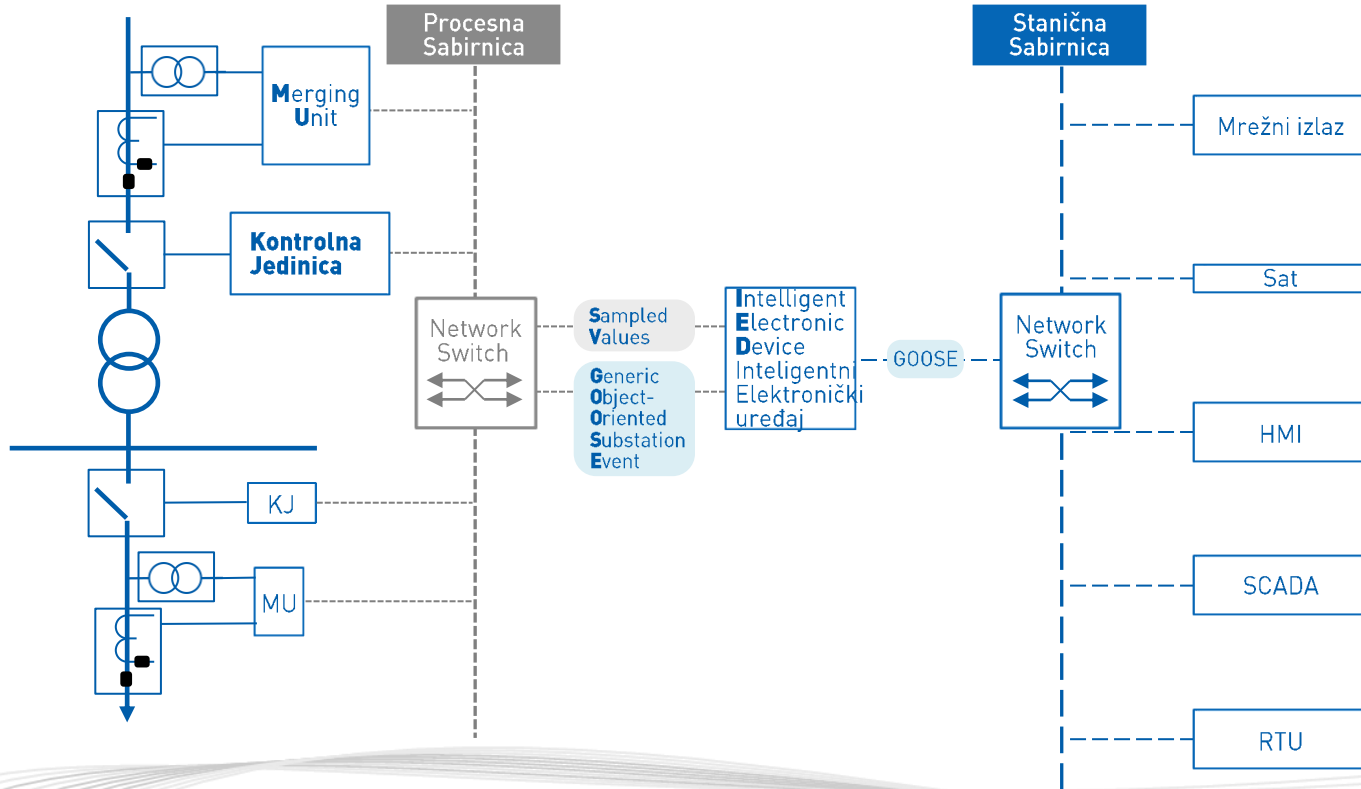 Procesna
Sabirnica
Stanična
Sabirnica
Merging
Unit
Mrežni izlaz
Kontrolna
Jedinica
Sat
Network
Switch
Sampled
Values
Generic
Object-
Oriented
Substation
Event
Intelligent
Electronic
Device
Inteligentni
Elektronički
uređaj
GOOSE
Network
Switch
HMI
KJ
MU
SCADA
RTU